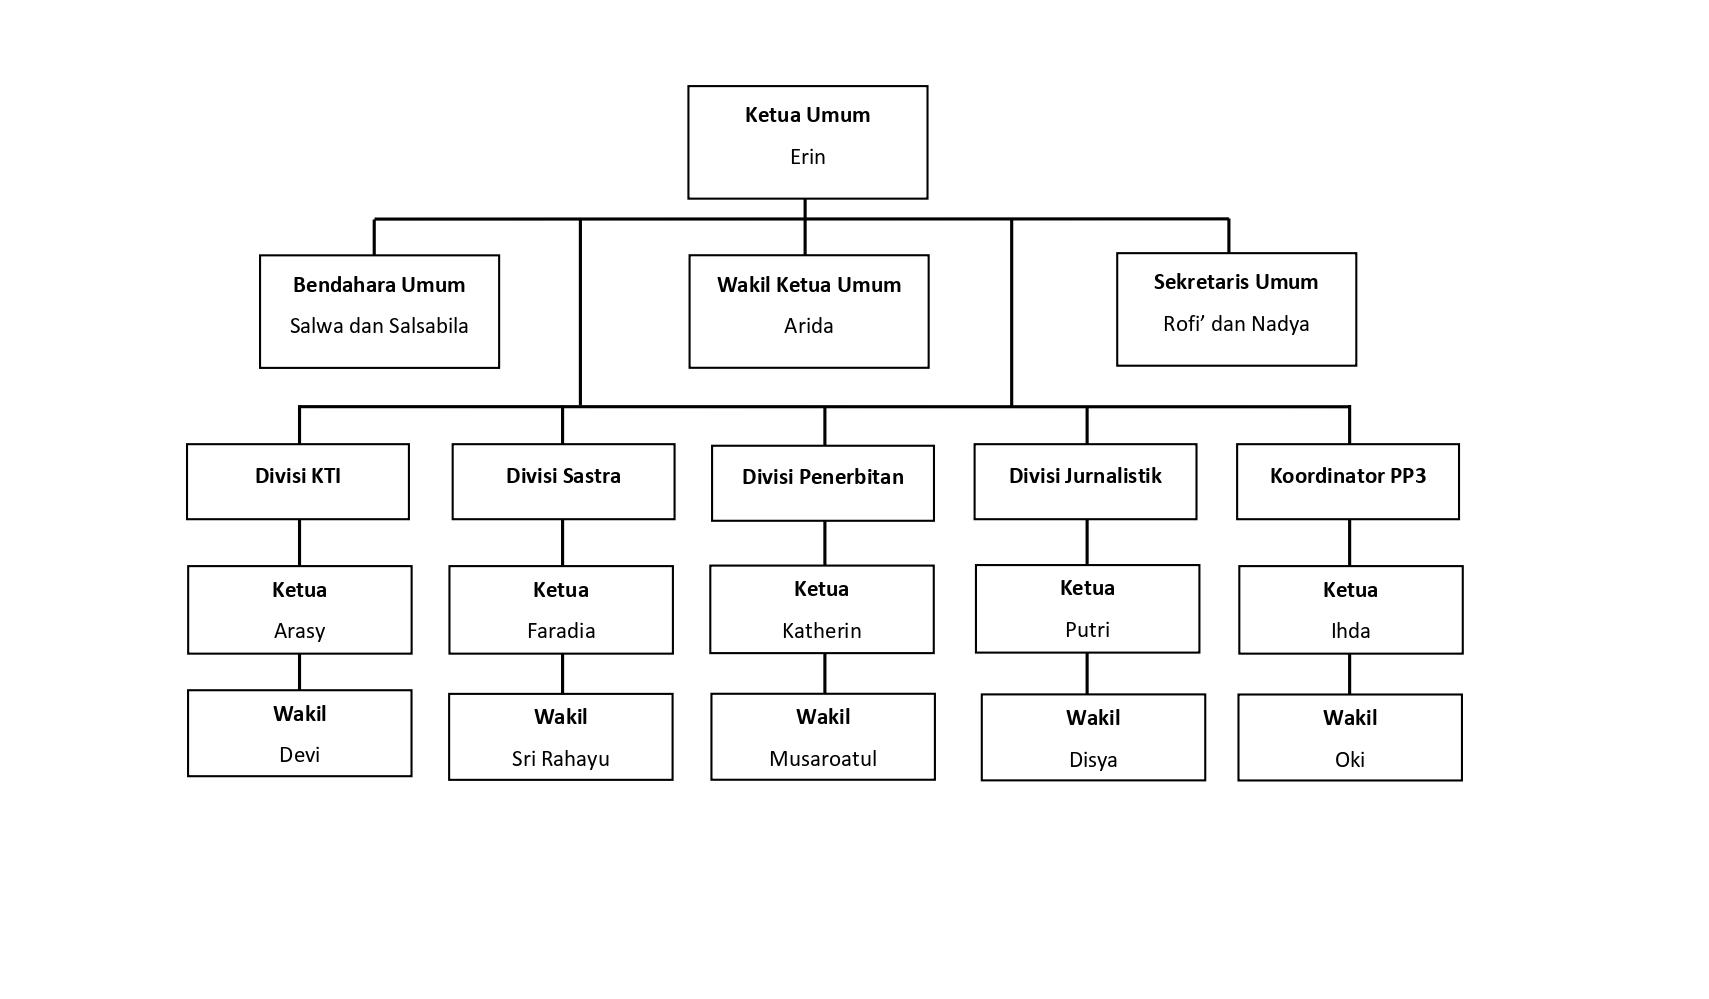 Ketua Umum
Erin
Bendahara Umum
Salwa dan Salsabila
Wakil Ketua Umum
Arida
Sekretaris Umum
Rofi’ dan Nadya
Divisi KTI
Divisi Sastra
Divisi Penerbitan
Divisi Jurnalistik
Koordinator PP3
Ketua
Arasy
Ketua
Faradia
Ketua
Katherin
Ketua
Putri
Ketua
Ihda
Wakil
Devi
Wakil
Sri Rahayu
Wakil
Musaroatul
Wakil
Disya
Wakil
Oki